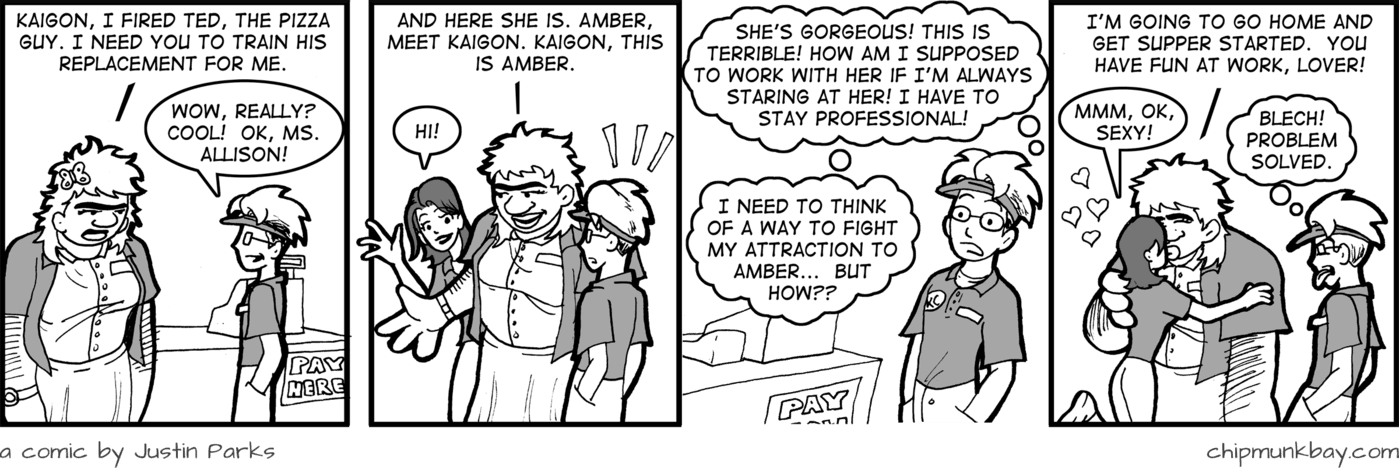 KAIGON, I FIRED TED, THE PIZZA
GUY. I NEED YOU TO TRAIN HIS
REPLACEMENT FOR ME.
WOW, REALLY?
COOL! OK, MS.
ALLISON!
PAY
HERE
AND HERE SHE IS. AMBER,
MEET KAIGON. KAIGON, THIS
IS AMBER.
HI!
SHE'S GORGEOUS! THIS IS
TERRIBLE! HOW AM I SUPPOSED
TO WORK WITH HER IF I'M ALWAYS
STARING AT HER! I HAVE TO
STAY PROFESSIONAL!
I NEED TO THINK
OF A WAY TO FIGHT
MY ATTRACTION TO
AMBER... BUT
HOW??
KC
PAY
I'M GOING TO GO HOME AND
GET SUPPER STARTED. YOU
HAVE FUN AT WORK, LOVER!
MMM, OK,
SEXY!
BLECH!
PROBLEM
SOLVED.
a comic by Justin Parks
chipmunkbay.com